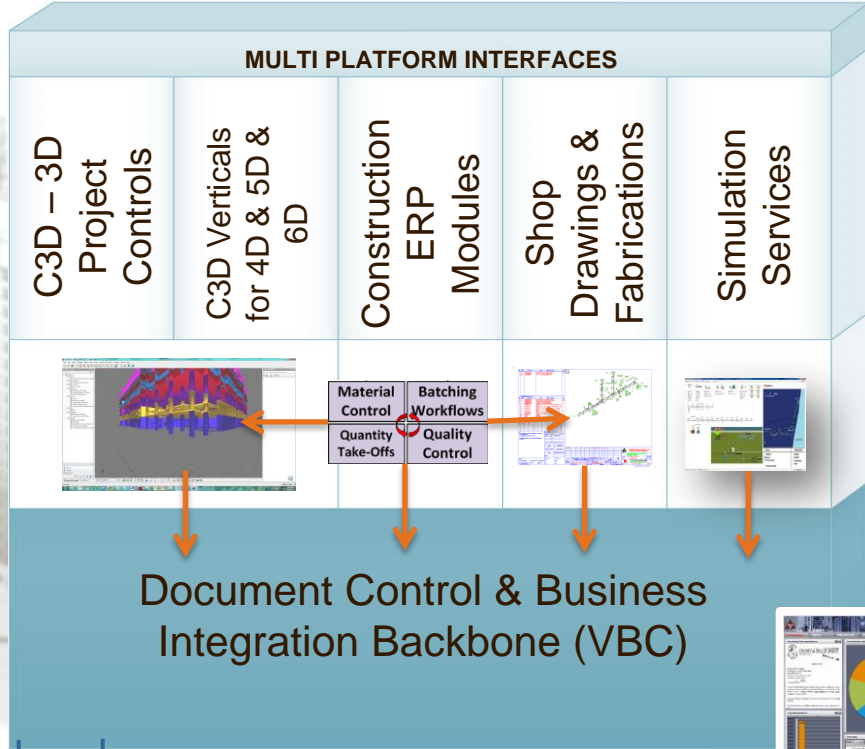 MULTI PLATFORM INTERFACES
C3D – 3D
Project
Controls
C3D Verticals
for 4D & 5D &
6D
Construction
ERP
Modules
Shop
Drawings &
Fabrications
Simulation
Services
Material
Control
Batching
Workflows
Quantity
Take-Offs
Quality
Control
Document Control & Business
Integration Backbone (VBC)